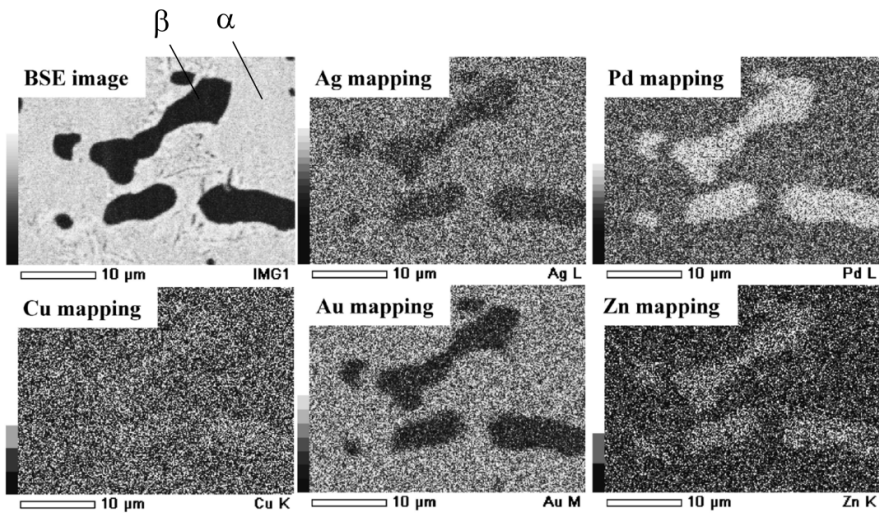 β α
BSE image Ag mapping Pd mapping
10 μm IMG1 10 μm Ag L 10 μm Pd L
Cu mapping Au mapping Zn mapping
10 μm Cu K 10 μm Au M 10 μm Zn K